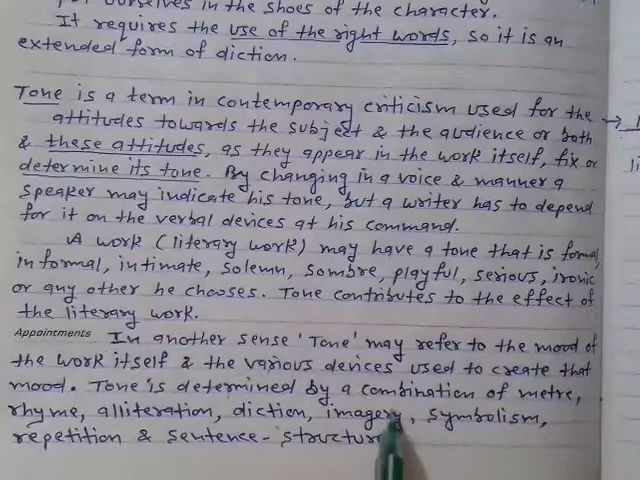 ourselves in the shoes of the character.
It requires the use of the right words, so it is an
extended form of diction.
Tone is a term in contemporary criticism used for the
attitudes towards the subject & the audience or both
& these attitudes, as they appear in the work itself, fix or
determine its tone. By changing in a voice & manner a
speaker may indicate his tone, but a writer has to depend
for it on the verbal devices at his command.
A work (literary work) may have a tone that is formal,
informal, intimate, solemn, sombre, playful, serious, ironic
or any other he chooses. Tone contributes to the effect of
the literary work.
Appointments In another sense 'Tone' may refer to the mood of
the work itself & the various devices used to create that
mood. Tone is determined by a combination of metre,
rhyme, alliteration, diction, imagery, symbolism,
repetition & sentence-structure